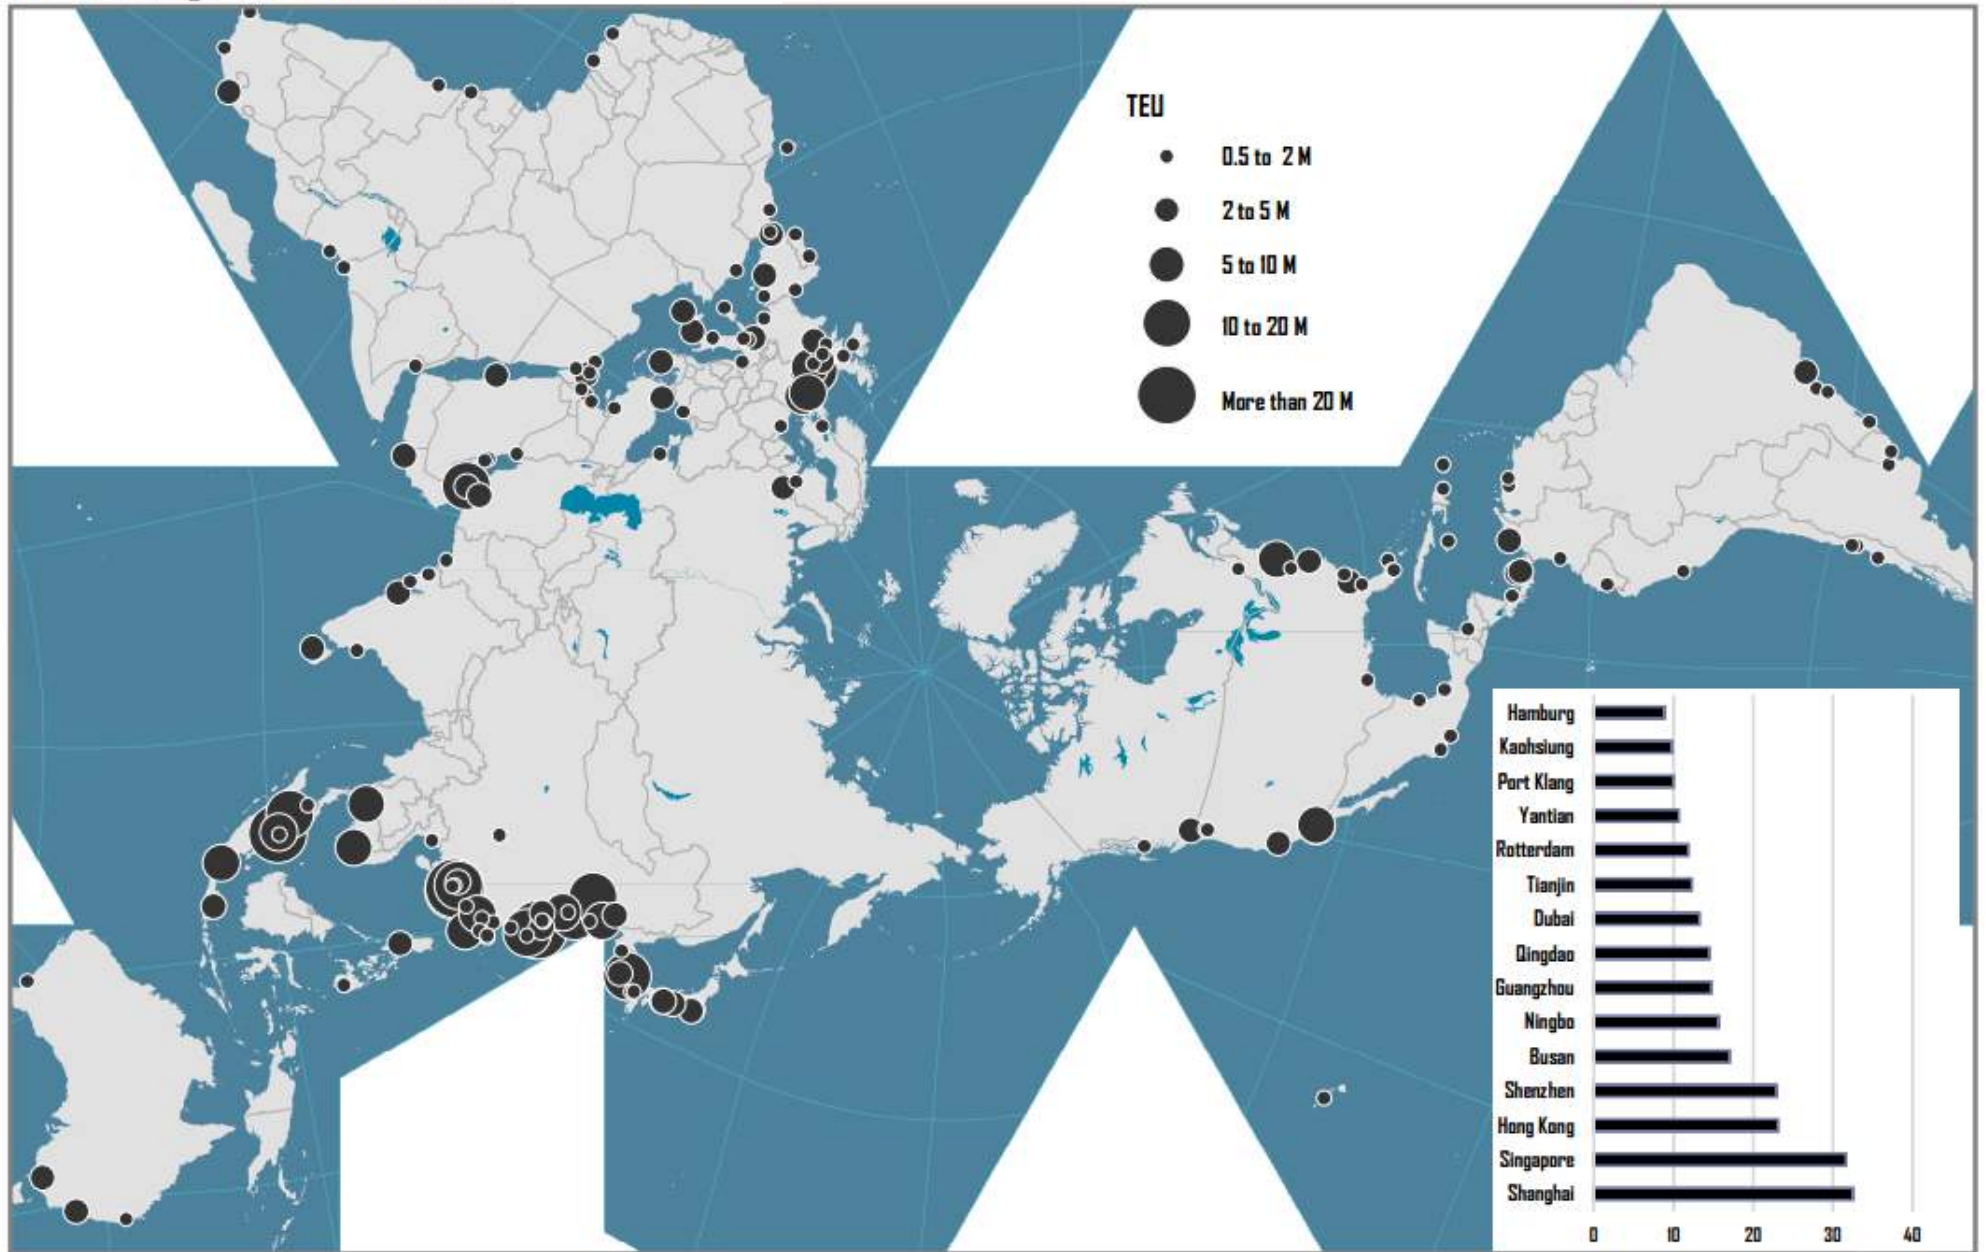 TEU
0.5 to 2 M
2 to 5 M
5 to 10 M
10 to 20 M
More than 20 M
Hamburg
Kaohsiung
Port Klang
Yantian
Rotterdam
Tianjin
Dubai
Qingdao
Guangzhou
Ningbo
Busan
Shenzhen
Hong Kong
Singapore
Shanghai
0 10 20 30 40